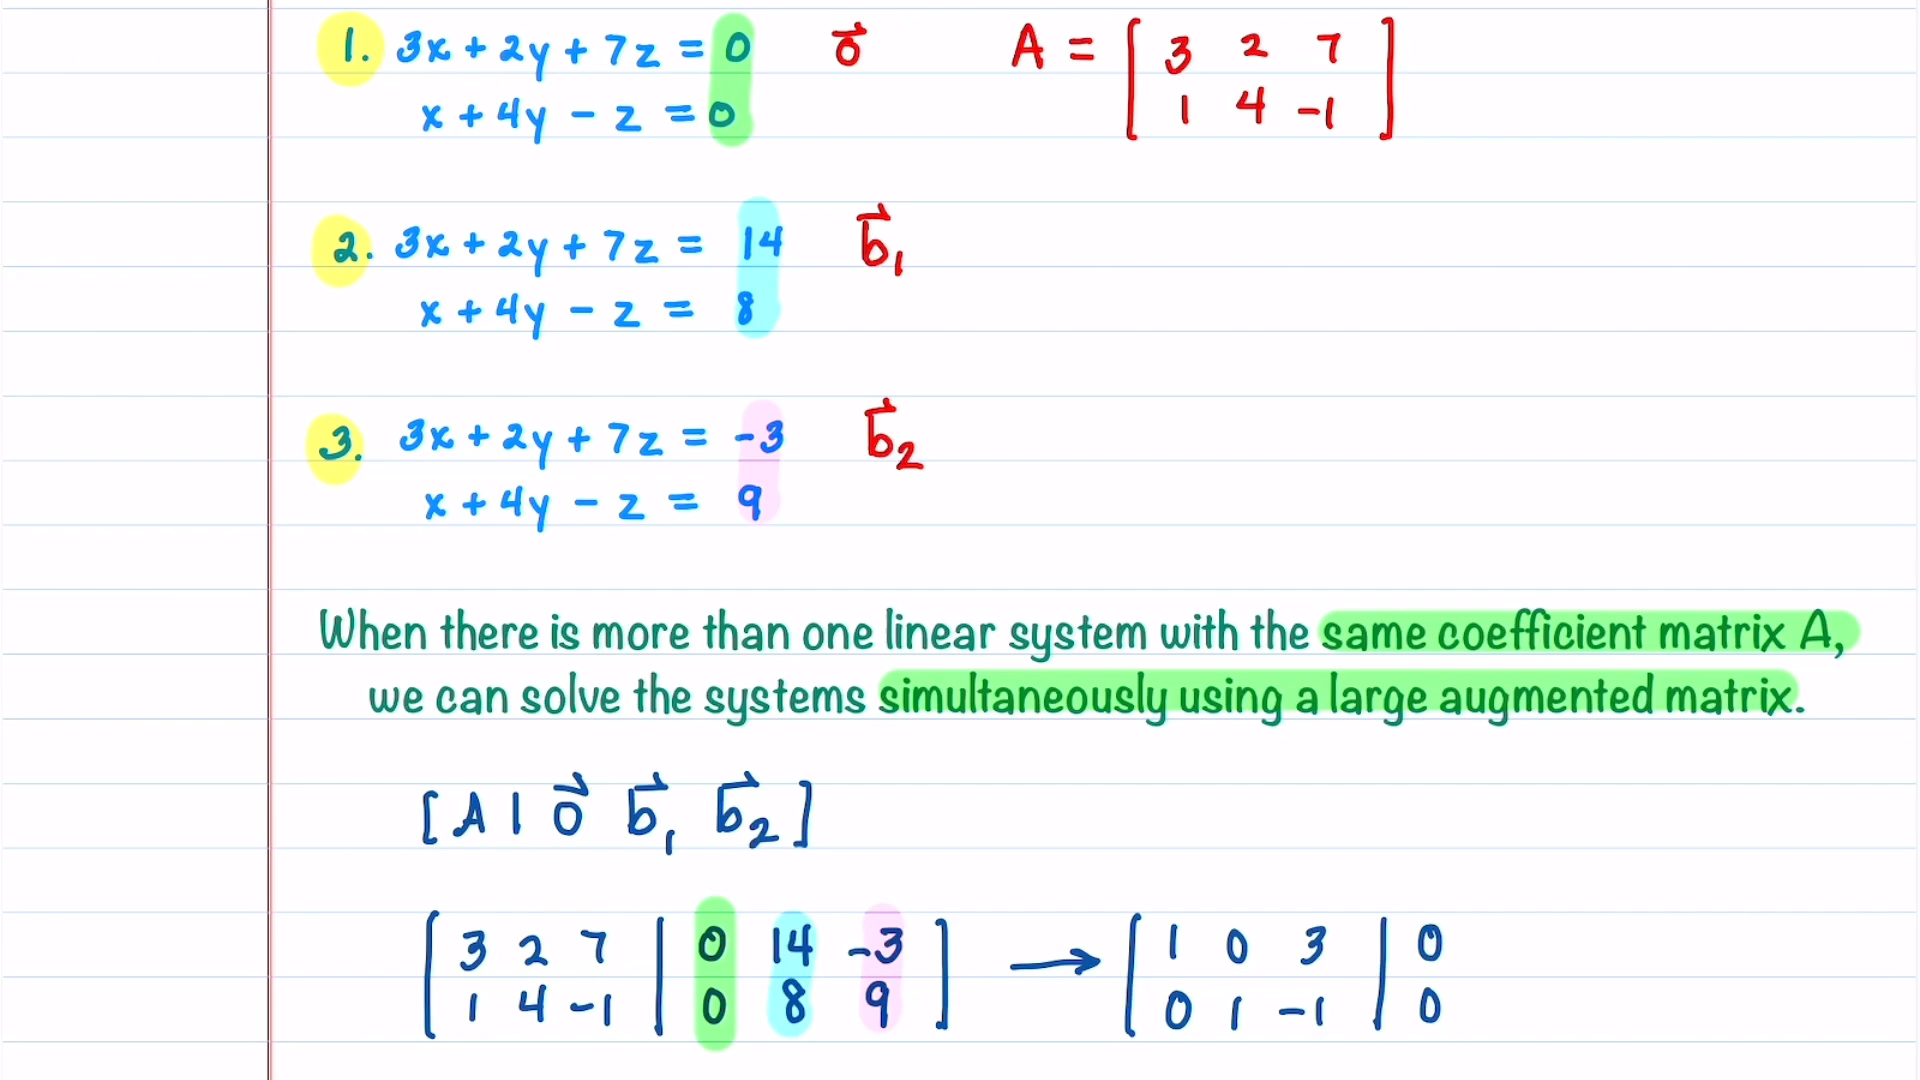 1. 3x + 2y + 7z = 0 0⃗ A = [ 3 2 7
x + 4y - z = 0 1 4 -1 ]
2. 3x + 2y + 7z = 14 b⃗₁
x + 4y - z = 8
3. 3x + 2y + 7z = -3 b⃗₂
x + 4y - z = 9
When there is more than one linear system with the same coefficient matrix A,
we can solve the systems simultaneously using a large augmented matrix.
[ A | 0⃗ b⃗₁ b⃗₂ ]
[ 3 2 7 | 0 14 -3 ] → [ 1 0 3 | 0
[ 1 4 -1 | 0 8 9 ] [ 0 1 -1 | 0